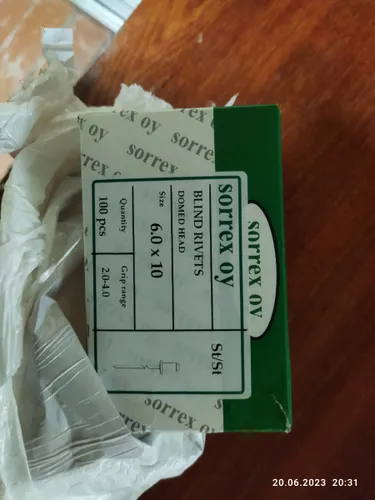 sorrex oy
sorrex oy
BLIND RIVETS
DOMED HEAD
St/St
Size
6.0 x 10
Quantity
100 pcs
Grip range
2.0-4.0
sorrex oy
sorrex
sorrex oy
20.06.2023 20:31